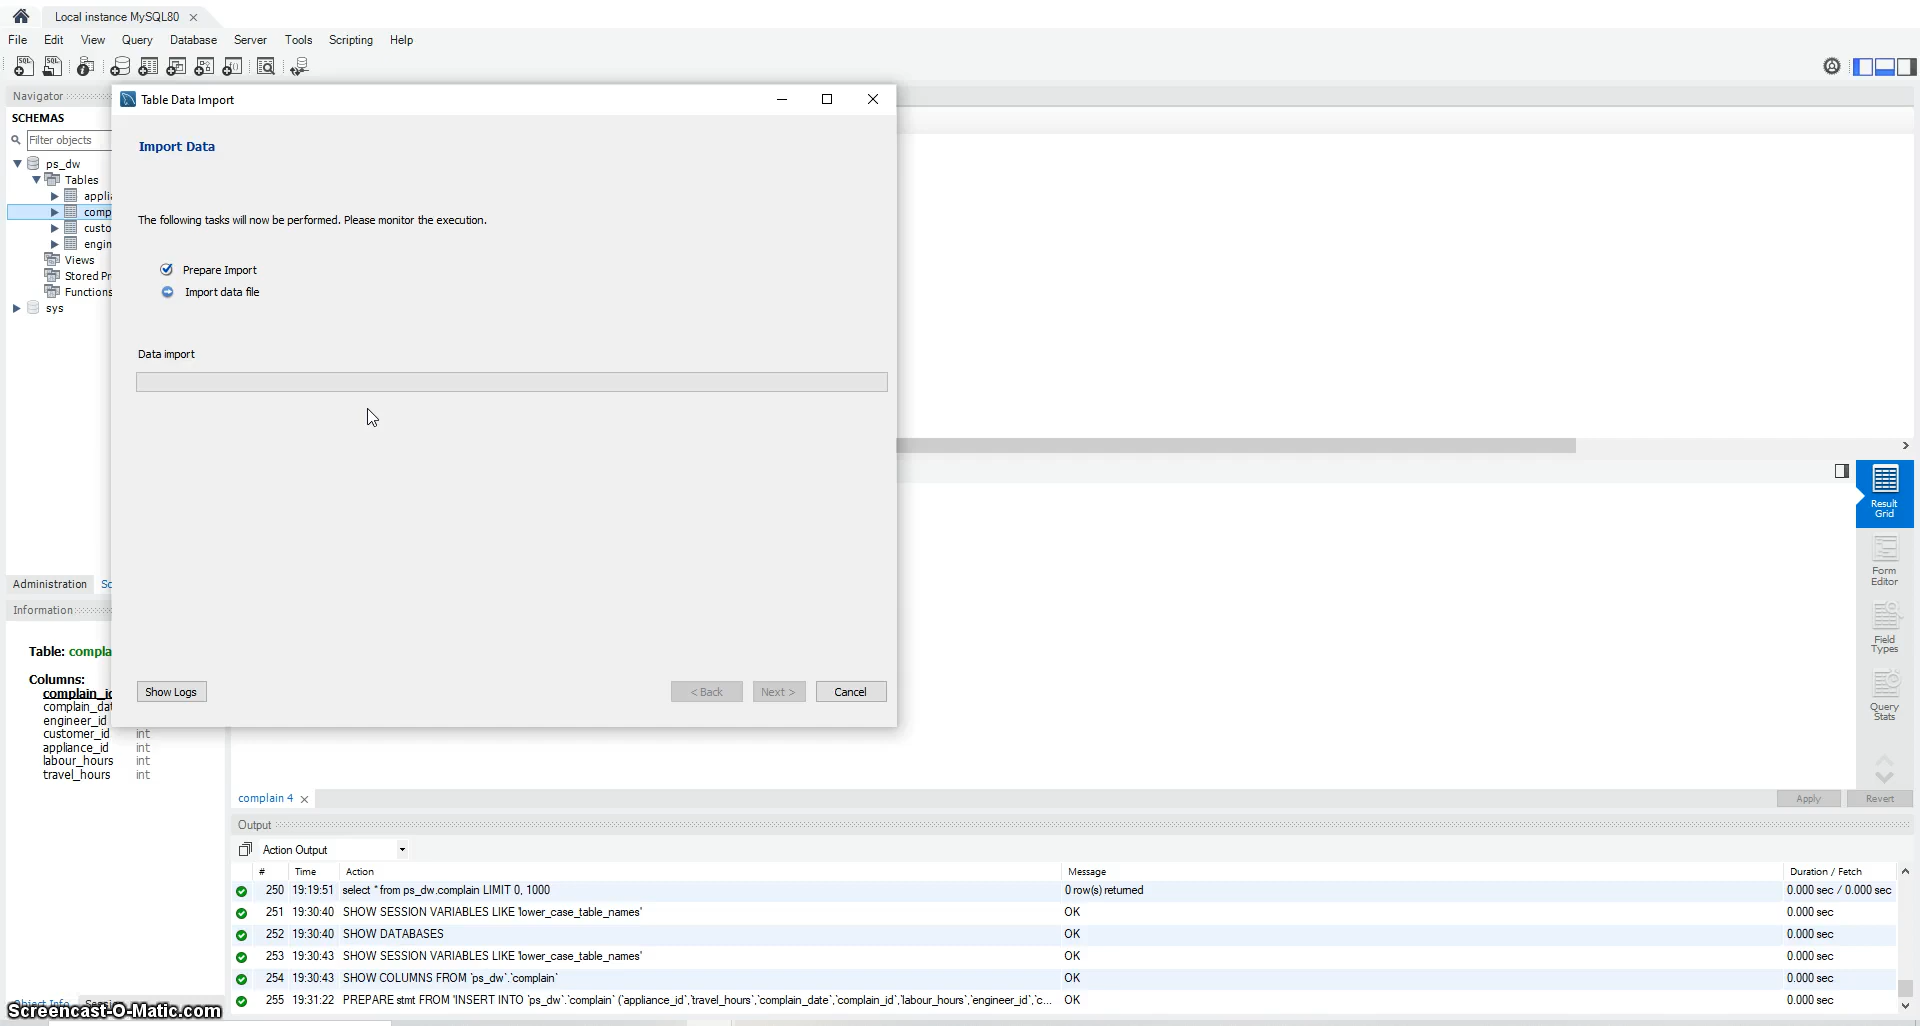 Local instance MySQL80
File Edit View Query Database Server Tools Scripting Help
Navigator
SCHEMAS
Filter objects
ps_dw
Tables
appli
comp
custo
engin
Views
Stored Pr
Functions
sys
Administration Sc
Information
Table: compla
Columns:
complain_id
complain_dat
engineer_id
customer_id int
appliance_id int
labour_hours int
travel_hours int
Object Info Session
Table Data Import
Import Data
The following tasks will now be performed. Please monitor the execution.
Prepare Import
Import data file
Data import
Show Logs < Back Next > Cancel
Result
Grid
Form
Editor
Field
Types
Query
Stats
complain 4
Apply Revert
Output
Action Output
# Time Action Message Duration / Fetch
250 19:19:51 select * from ps_dw.complain LIMIT 0, 1000 0 row(s) returned 0.000 sec / 0.000 sec
251 19:30:40 SHOW SESSION VARIABLES LIKE 'lower_case_table_names' OK 0.000 sec
252 19:30:40 SHOW DATABASES OK 0.000 sec
253 19:30:43 SHOW SESSION VARIABLES LIKE 'lower_case_table_names' OK 0.000 sec
254 19:30:43 SHOW COLUMNS FROM `ps_dw`.`complain` OK 0.000 sec
255 19:31:22 PREPARE stmt FROM 'INSERT INTO `ps_dw`.`complain` (`appliance_id`,`travel_hours`,`complain_date`,`complain_id`,`labour_hours`,`engineer_id`,`c... OK 0.000 sec
Screencast-O-Matic.com